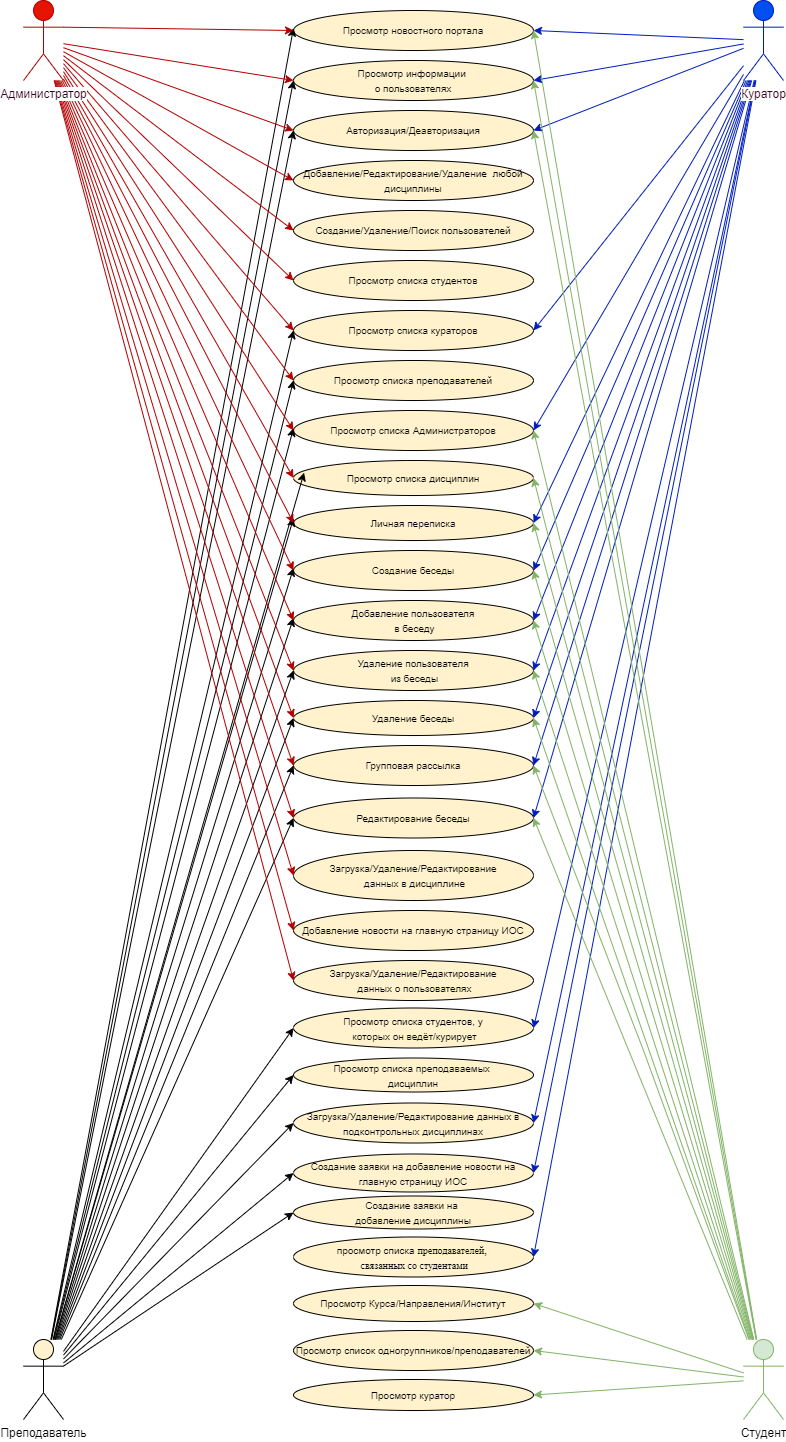 Просмотр новостного портала
Просмотр информации
о пользователях
Администратор
Куратор
Авторизация/Деавторизация
Добавление/Редактирование/Удаление любой
дисциплины
Создание/Удаление/Поиск пользователей
Просмотр списка студентов
Просмотр списка кураторов
Просмотр списка преподавателей
Просмотр списка Администраторов
Просмотр списка дисциплин
Личная переписка
Создание беседы
Добавление пользователя
в беседу
Удаление пользователя
из беседы
Удаление беседы
Групповая рассылка
Редактирование беседы
Загрузка/Удаление/Редактирование
данных в дисциплине
Добавление новости на главную страницу ИОС
Загрузка/Удаление/Редактирование
данных о пользователях
Просмотр списка студентов, у
которых он ведёт/курирует
Просмотр списка преподаваемых
дисциплин
Загрузка/Удаление/Редактирование данных в
подконтрольных дисциплинах
Создание заявки на добавление новости на
главную страницу ИОС
Создание заявки на
добавление дисциплины
просмотр списка преподавателей,
связанных со студентами
Просмотр Курса/Направления/Институт
Просмотр список одногруппников/преподавателей
Просмотр куратор
Преподаватель
Студент